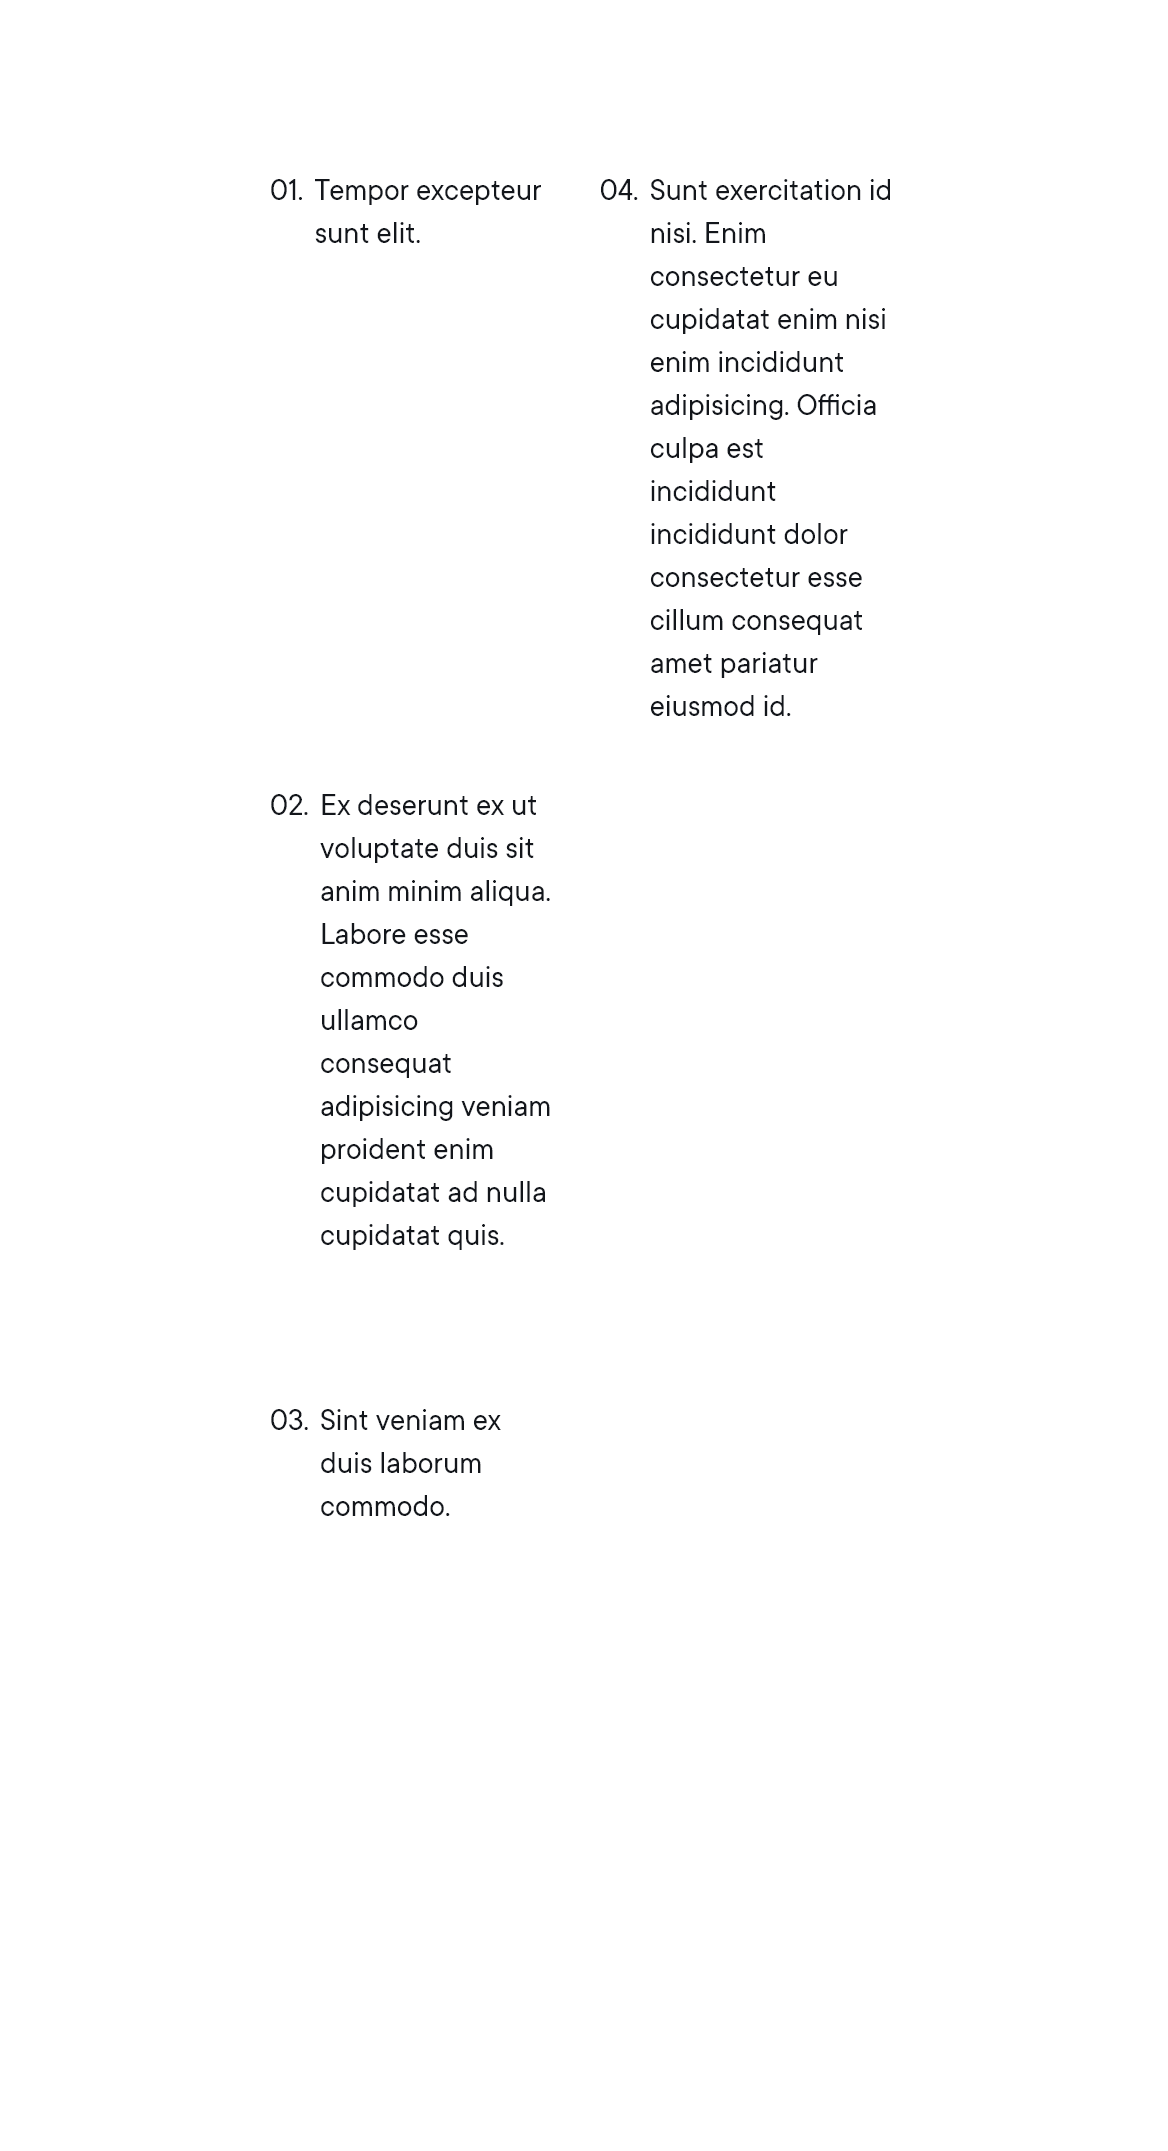 01. Tempor excepteur
sunt elit.
02. Ex deserunt ex ut
voluptate duis sit
anim minim aliqua.
Labore esse
commodo duis
ullamco
consequat
adipisicing veniam
proident enim
cupidatat ad nulla
cupidatat quis.
03. Sint veniam ex
duis laborum
commodo.
04. Sunt exercitation id
nisi. Enim
consectetur eu
cupidatat enim nisi
enim incididunt
adipisicing. Officia
culpa est
incididunt
incididunt dolor
consectetur esse
cillum consequat
amet pariatur
eiusmod id.